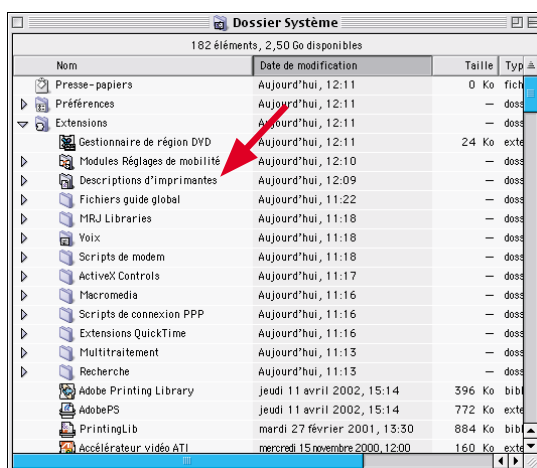 Dossier Système
182 éléments, 2,50 Go disponibles
Nom Date de modification Taille Typ
Presse-papiers Aujourd'hui, 12:11 0 Ko fich
Préférences Aujourd'hui, 12:11 — doss
Extensions Aujourd'hui, 12:11 — doss
Gestionnaire de région DVD Aujourd'hui, 12:11 24 Ko exte
Modules Réglages de mobilité Aujourd'hui, 12:10 — doss
Descriptions d'imprimantes Aujourd'hui, 12:09 — doss
Fichiers guide global Aujourd'hui, 11:22 — doss
MRJ Libraries Aujourd'hui, 11:18 — doss
Voix Aujourd'hui, 11:18 — doss
Scripts de modem Aujourd'hui, 11:18 — doss
ActiveX Controls Aujourd'hui, 11:17 — doss
Macromedia Aujourd'hui, 11:16 — doss
Scripts de connexion PPP Aujourd'hui, 11:16 — doss
Extensions QuickTime Aujourd'hui, 11:16 — doss
Multitraitement Aujourd'hui, 11:13 — doss
Recherche Aujourd'hui, 11:13 — doss
Adobe Printing Library jeudi 11 avril 2002, 15:14 396 Ko bibl
AdobePS jeudi 11 avril 2002, 15:14 772 Ko exte
PrintingLib mardi 27 février 2001, 13:30 884 Ko bibl
Accélérateur vidéo ATI mercredi 15 novembre 2000, 12:00 160 Ko exte